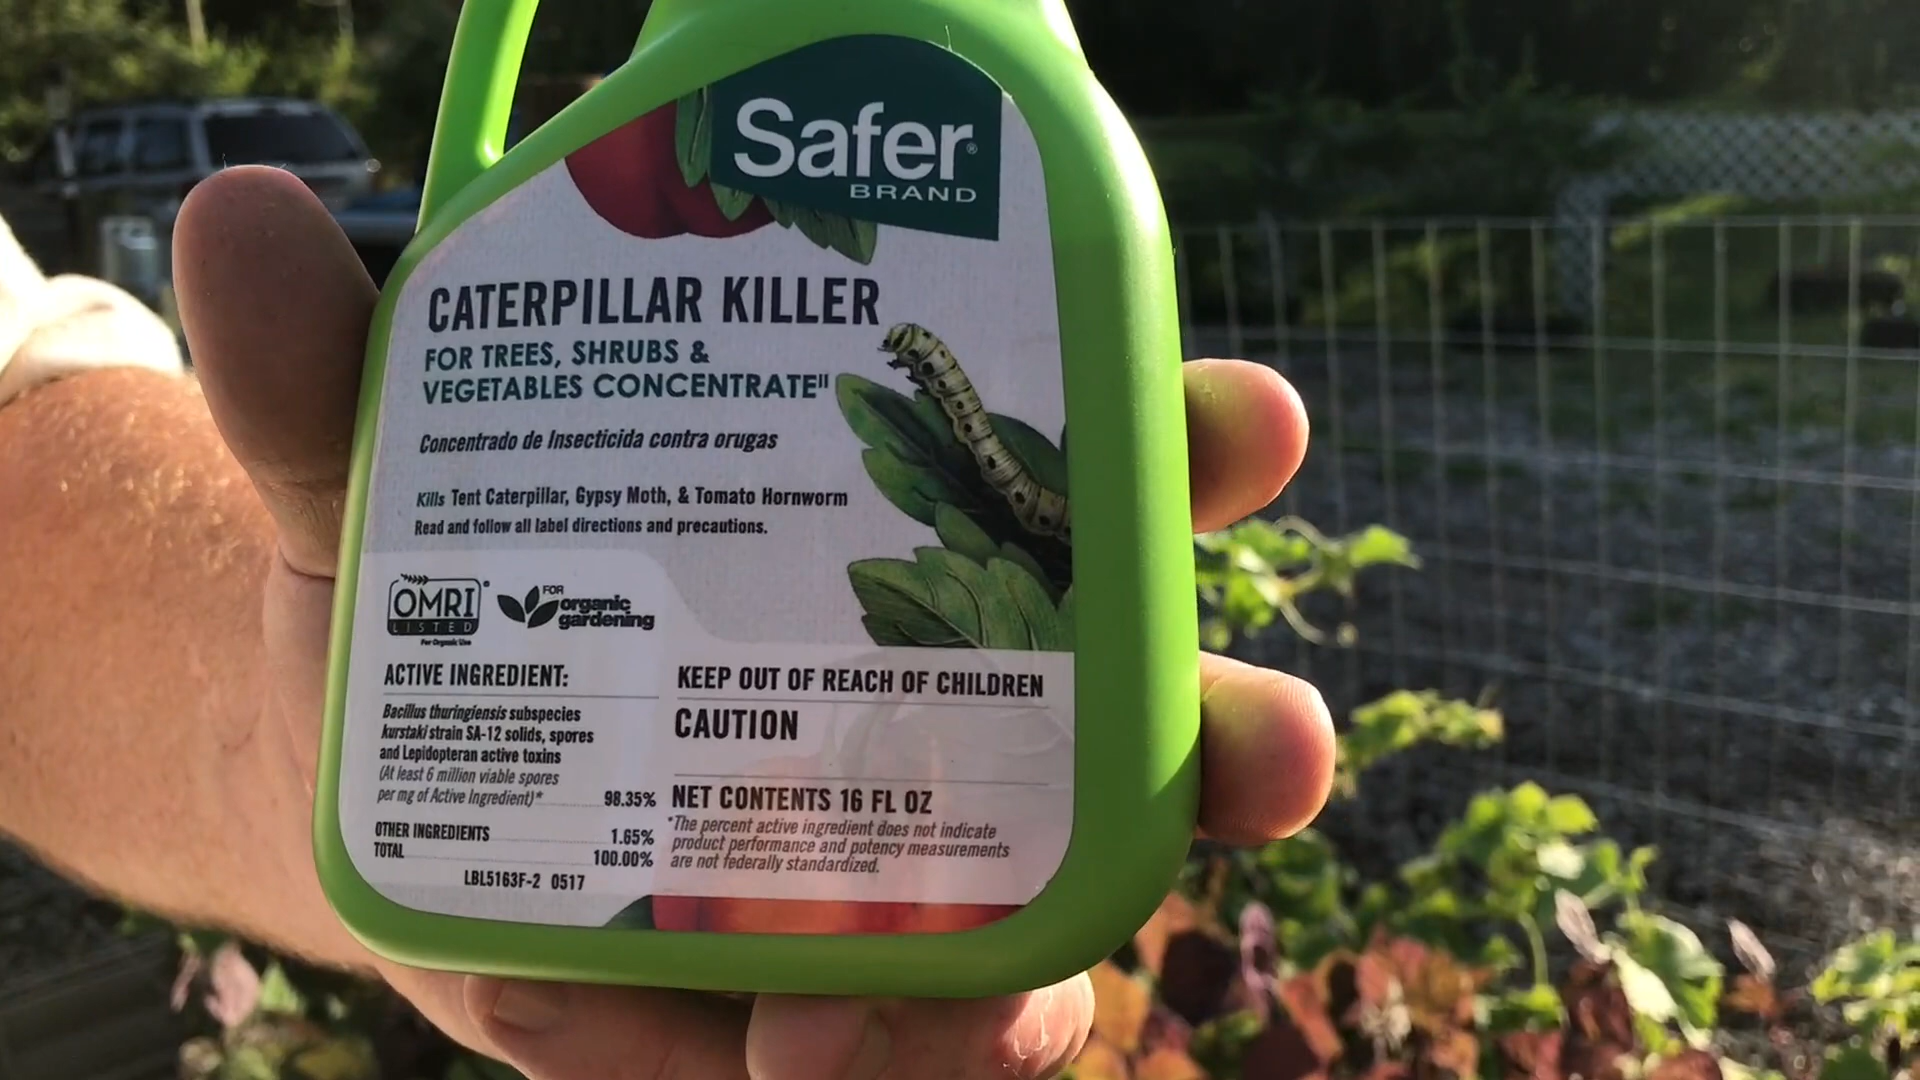 Safer®
BRAND
CATERPILLAR KILLER
FOR TREES, SHRUBS &
VEGETABLES CONCENTRATE"
Concentrado de Insecticida contra orugas
Kills Tent Caterpillar, Gypsy Moth, & Tomato Hornworm
Read and follow all label directions and precautions.
OMRI®
LISTED
For Organic Use
FOR
organic
gardening
ACTIVE INGREDIENT:
Bacillus thuringiensis subspecies
kurstaki strain SA-12 solids, spores
and Lepidopteran active toxins
(At least 6 million viable spores
per mg of Active Ingredient)* 98.35%
OTHER INGREDIENTS 1.65%
TOTAL 100.00%
LBL5163F-2 0517
KEEP OUT OF REACH OF CHILDREN
CAUTION
NET CONTENTS 16 FL OZ
*The percent active ingredient does not indicate
product performance and potency measurements
are not federally standardized.